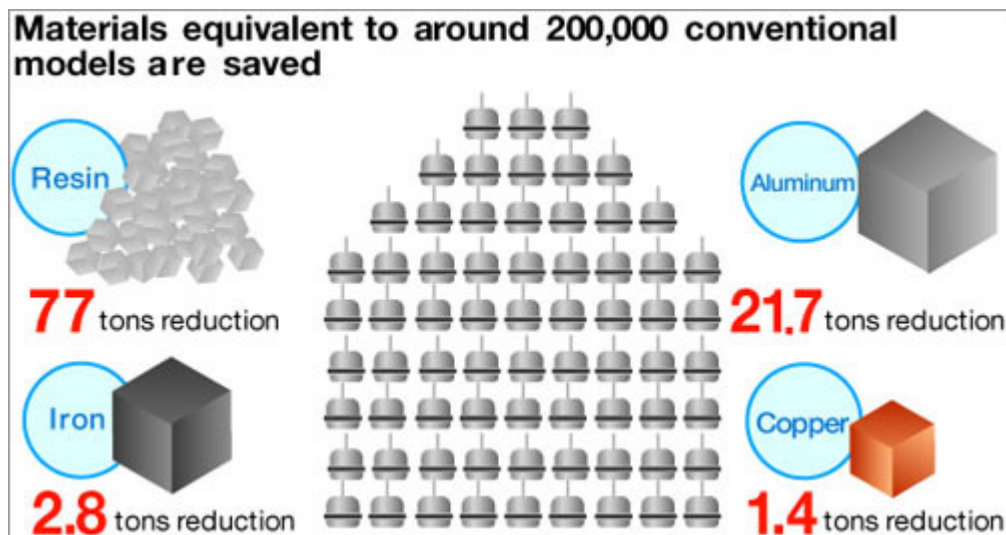 Materials equivalent to around 200,000 conventional
models are saved
Resin
77 tons reduction
Aluminum
21.7 tons reduction
Iron
2.8 tons reduction
Copper
1.4 tons reduction